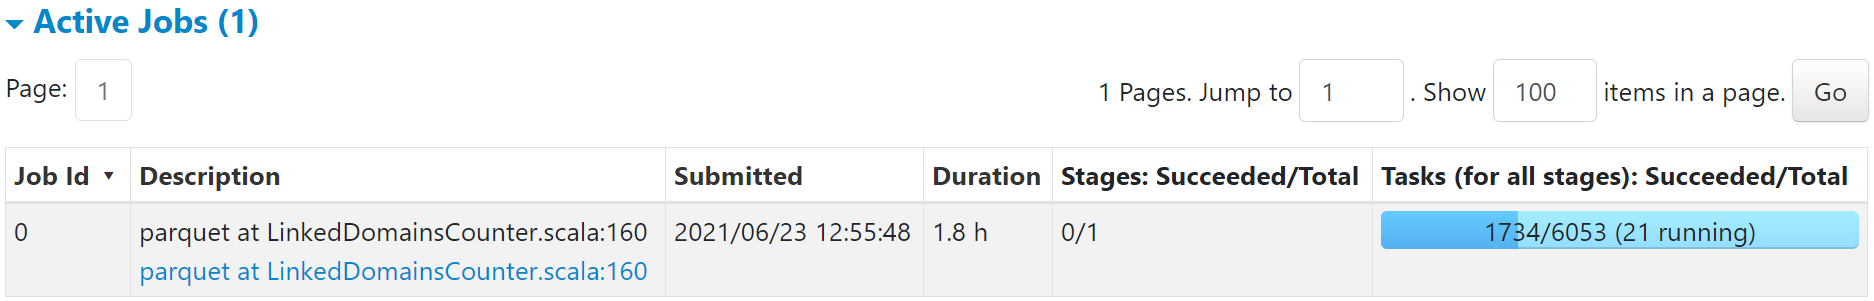 Active Jobs (1)
Page: 1
1 Pages. Jump to 1 . Show 100 items in a page. Go
Job Id ▾ Description Submitted Duration Stages: Succeeded/Total Tasks (for all stages): Succeeded/Total
0 parquet at LinkedDomainsCounter.scala:160 2021/06/23 12:55:48 1.8 h 0/1 1734/6053 (21 running)
parquet at LinkedDomainsCounter.scala:160